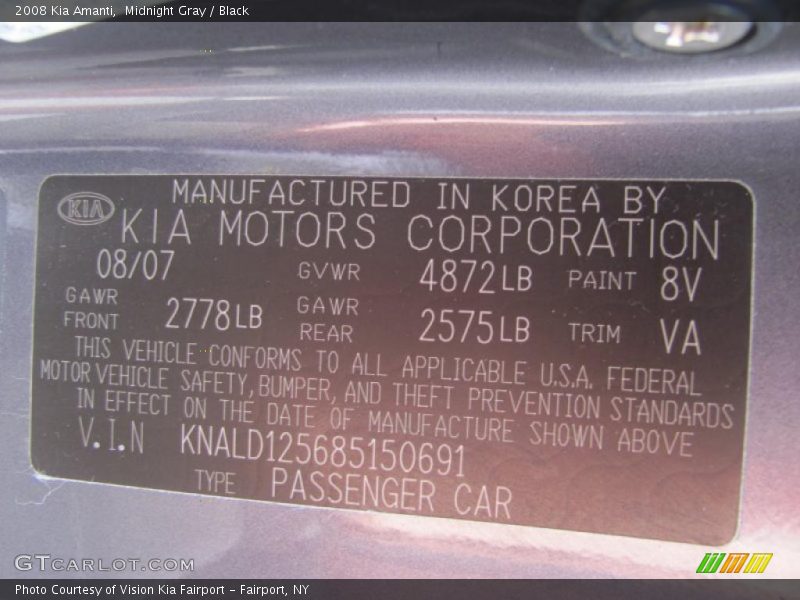 2008 Kia Amanti, Midnight Gray / Black
KIA
MANUFACTURED IN KOREA BY
KIA MOTORS CORPORATION
08/07 GVWR 4872LB PAINT 8V
GAWR FRONT 2778LB GAWR REAR 2575LB TRIM VA
THIS VEHICLE CONFORMS TO ALL APPLICABLE U.S.A. FEDERAL
MOTOR VEHICLE SAFETY, BUMPER, AND THEFT PREVENTION STANDARDS
IN EFFECT ON THE DATE OF MANUFACTURE SHOWN ABOVE
V.I.N KNALD125685150691
TYPE PASSENGER CAR
GTcarlot.com
Photo Courtesy of Vision Kia Fairport - Fairport, NY